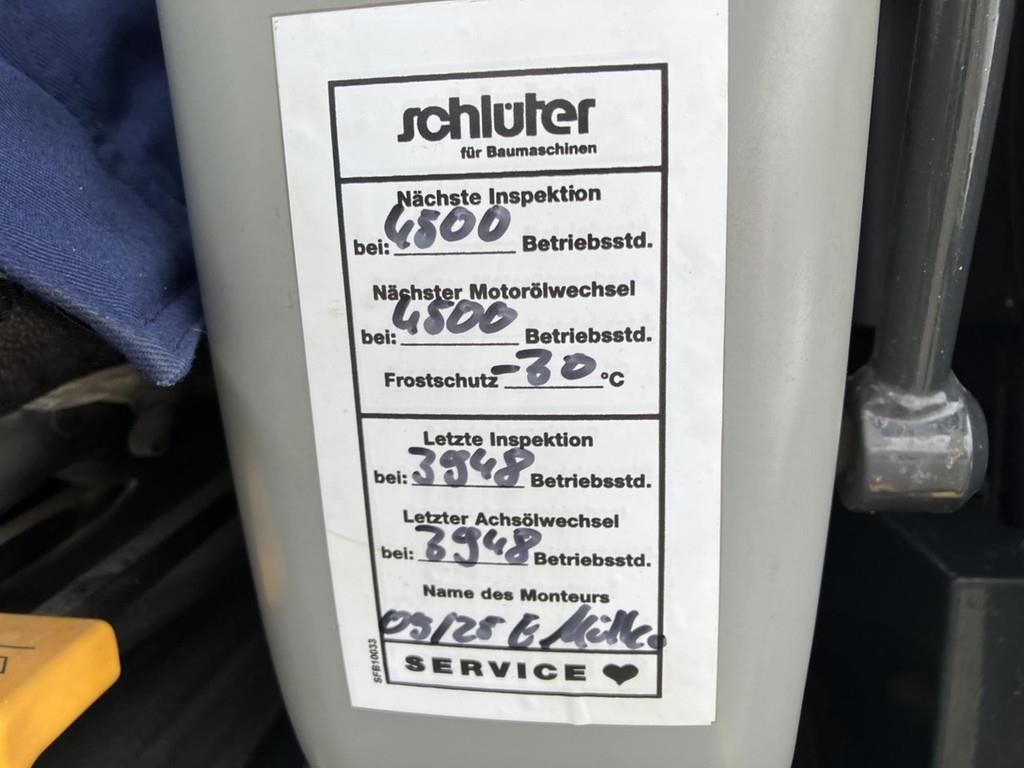 schlüter
für Baumaschinen
Nächste Inspektion
bei: 4500 Betriebsstd.
Nächster Motorölwechsel
bei: 4500 Betriebsstd.
Frostschutz -30 °C
Letzte Inspektion
bei: 3948 Betriebsstd.
Letzter Achsölwechsel
bei: 3948 Betriebsstd.
Name des Monteurs
09/25
SERVICE ♥
SFB10033